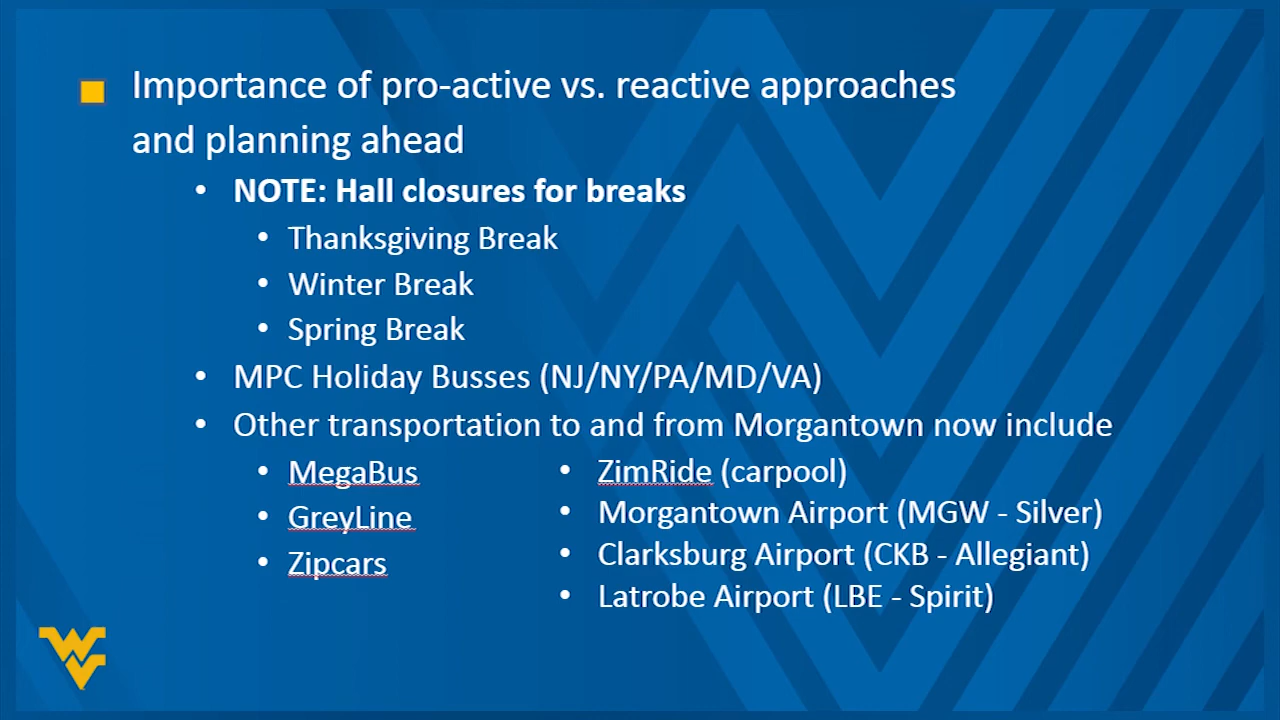 Importance of pro-active vs. reactive approaches
and planning ahead
• NOTE: Hall closures for breaks
• Thanksgiving Break
• Winter Break
• Spring Break
• MPC Holiday Busses (NJ/NY/PA/MD/VA)
• Other transportation to and from Morgantown now include
• MegaBus
• GreyLine
• Zipcars
• ZimRide (carpool)
• Morgantown Airport (MGW - Silver)
• Clarksburg Airport (CKB - Allegiant)
• Latrobe Airport (LBE - Spirit)
WV